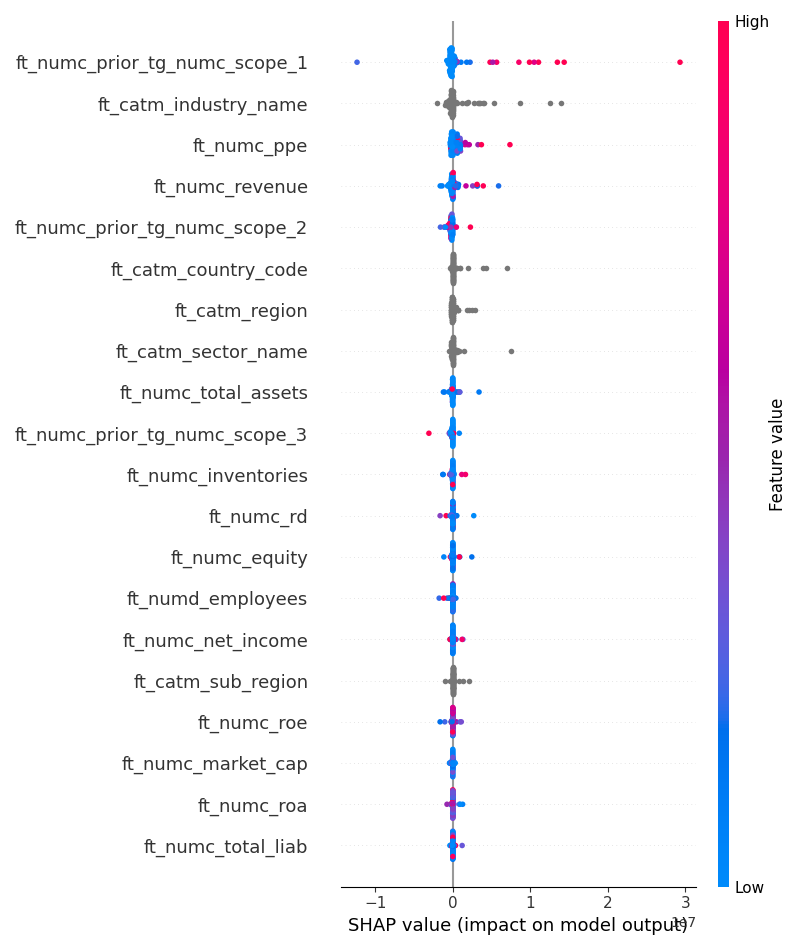 High
ft_numc_prior_tg_numc_scope_1
ft_catm_industry_name
ft_numc_ppe
ft_numc_revenue
ft_numc_prior_tg_numc_scope_2
ft_catm_country_code
ft_catm_region
ft_catm_sector_name
ft_numc_total_assets
ft_numc_prior_tg_numc_scope_3
ft_numc_inventories
ft_numc_rd
ft_numc_equity
ft_numd_employees
ft_numc_net_income
ft_catm_sub_region
ft_numc_roe
ft_numc_market_cap
ft_numc_roa
ft_numc_total_liab
Feature value
Low
−1 0 1 2 3
1e7
SHAP value (impact on model output)